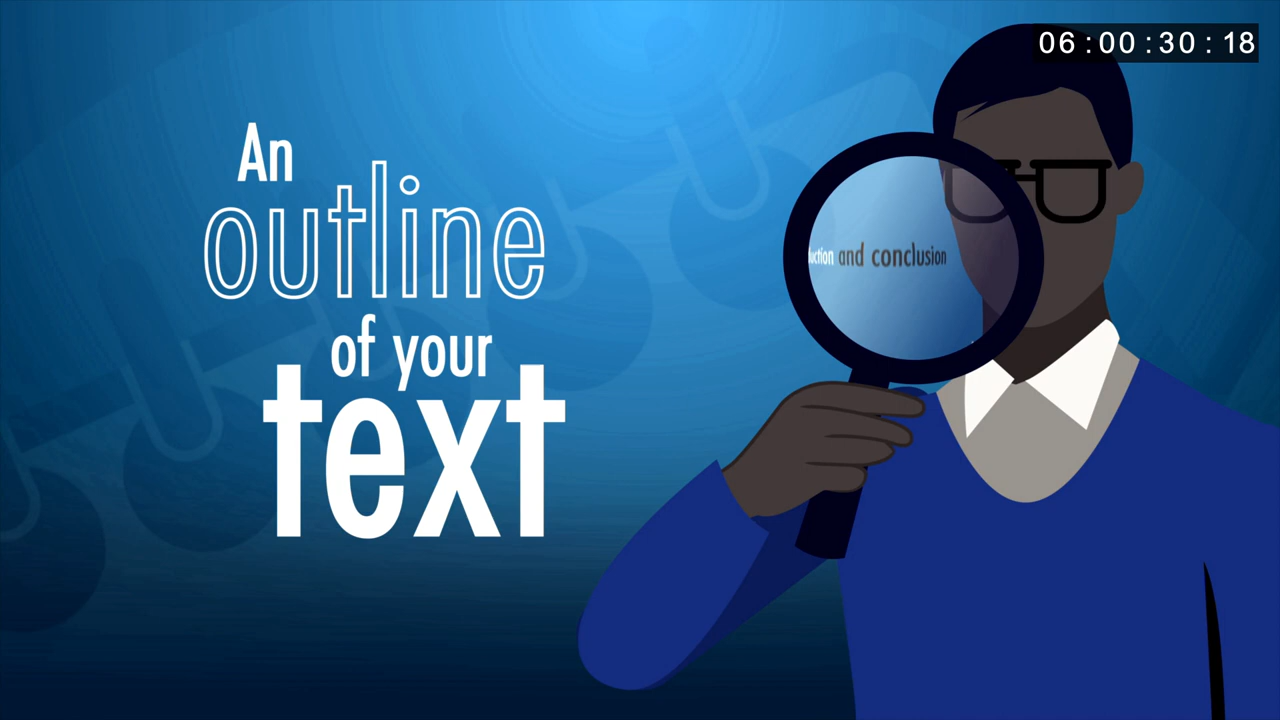 06:00:30:18
An
outline
of your
text
and conclusion